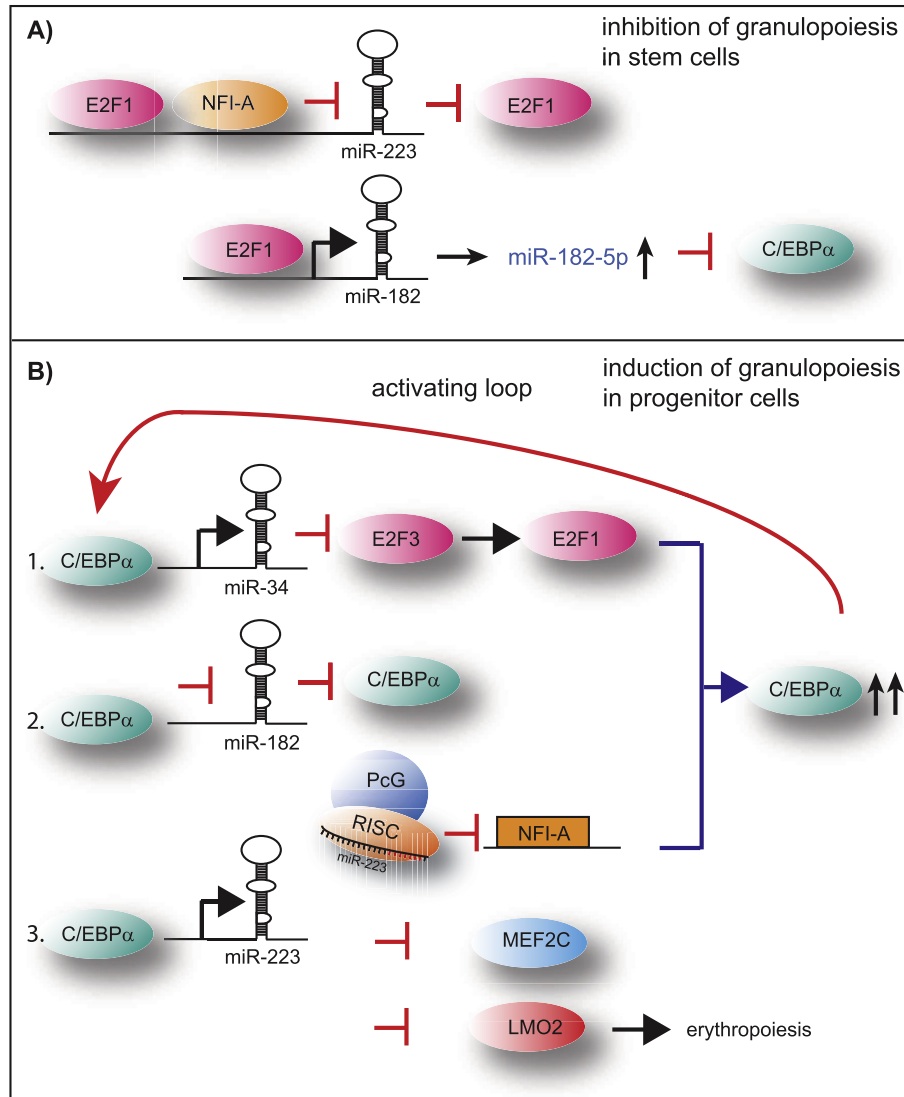 A)
inhibition of granulopoiesis
in stem cells
E2F1
NFI-A
miR-223
E2F1
E2F1
miR-182
miR-182-5p
C/EBPα
B)
activating loop
induction of granulopoiesis
in progenitor cells
1.
C/EBPα
miR-34
E2F3
E2F1
2.
C/EBPα
miR-182
C/EBPα
C/EBPα
PcG
RISC
miR-223
NFI-A
3.
C/EBPα
miR-223
MEF2C
LMO2
erythropoiesis